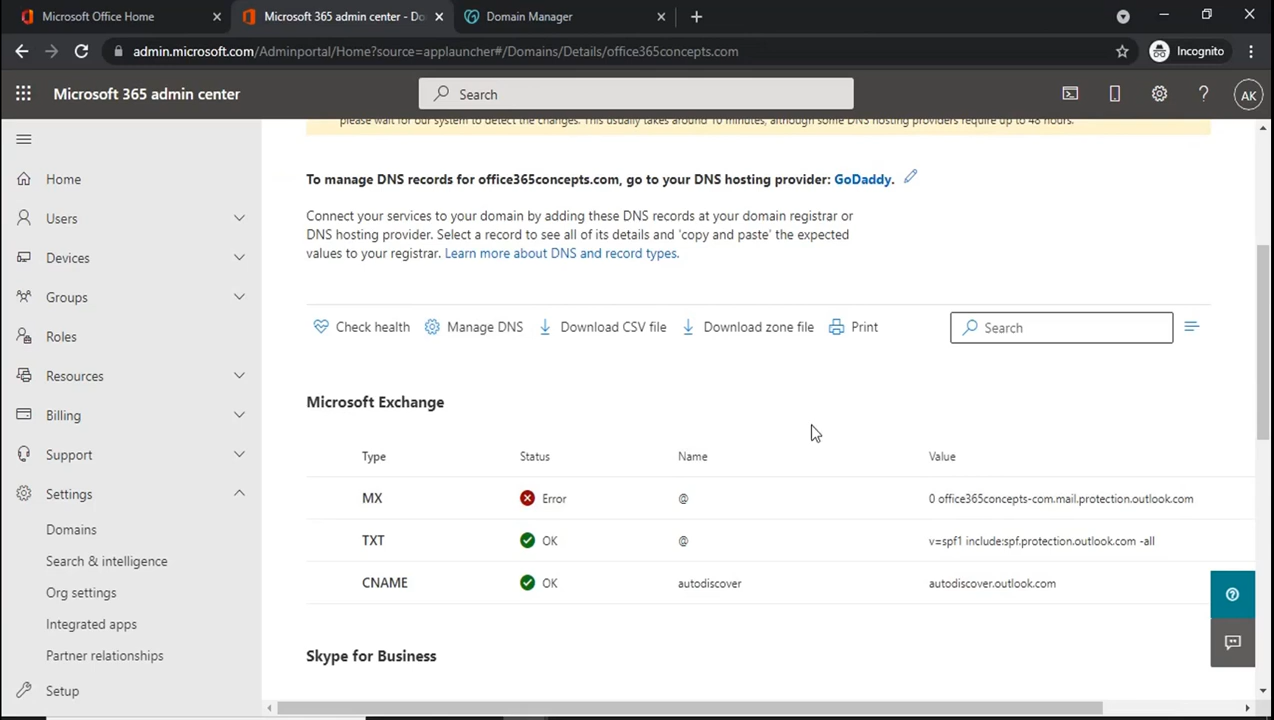 Microsoft Office Home
Microsoft 365 admin center - Do
Domain Manager
admin.microsoft.com/Adminportal/Home?source=applauncher#/Domains/Details/office365concepts.com
Incognito
Microsoft 365 admin center
Search
AK
please wait for our system to detect the changes. This usually takes around 10 minutes, although some DNS hosting providers require up to 48 hours.
Home
Users
Devices
Groups
Roles
Resources
Billing
Support
Settings
Domains
Search & intelligence
Org settings
Integrated apps
Partner relationships
Setup
To manage DNS records for office365concepts.com, go to your DNS hosting provider: GoDaddy.
Connect your services to your domain by adding these DNS records at your domain registrar or
DNS hosting provider. Select a record to see all of its details and 'copy and paste' the expected
values to your registrar. Learn more about DNS and record types.
Check health Manage DNS Download CSV file Download zone file Print Search
Microsoft Exchange
Type Status Name Value
MX Error @ 0 office365concepts-com.mail.protection.outlook.com
TXT OK @ v=spf1 include:spf.protection.outlook.com -all
CNAME OK autodiscover autodiscover.outlook.com
Skype for Business